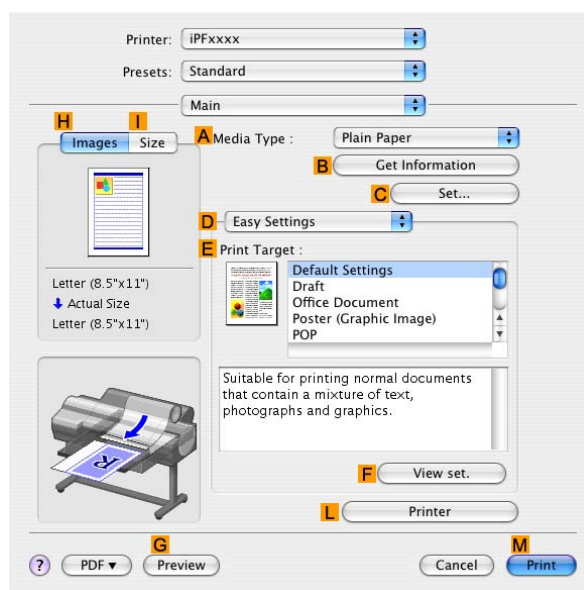 Printer: iPFxxxx
Presets: Standard
Main
H I
Images Size
A Media Type : Plain Paper
B Get Information
C Set...
D Easy Settings
E Print Target :
Default Settings
Draft
Office Document
Poster (Graphic Image)
POP
Letter (8.5"x11")
Actual Size
Letter (8.5"x11")
Suitable for printing normal documents
that contain a mixture of text,
photographs and graphics.
R
F View set.
L Printer
G M
? PDF▼ Preview Cancel Print